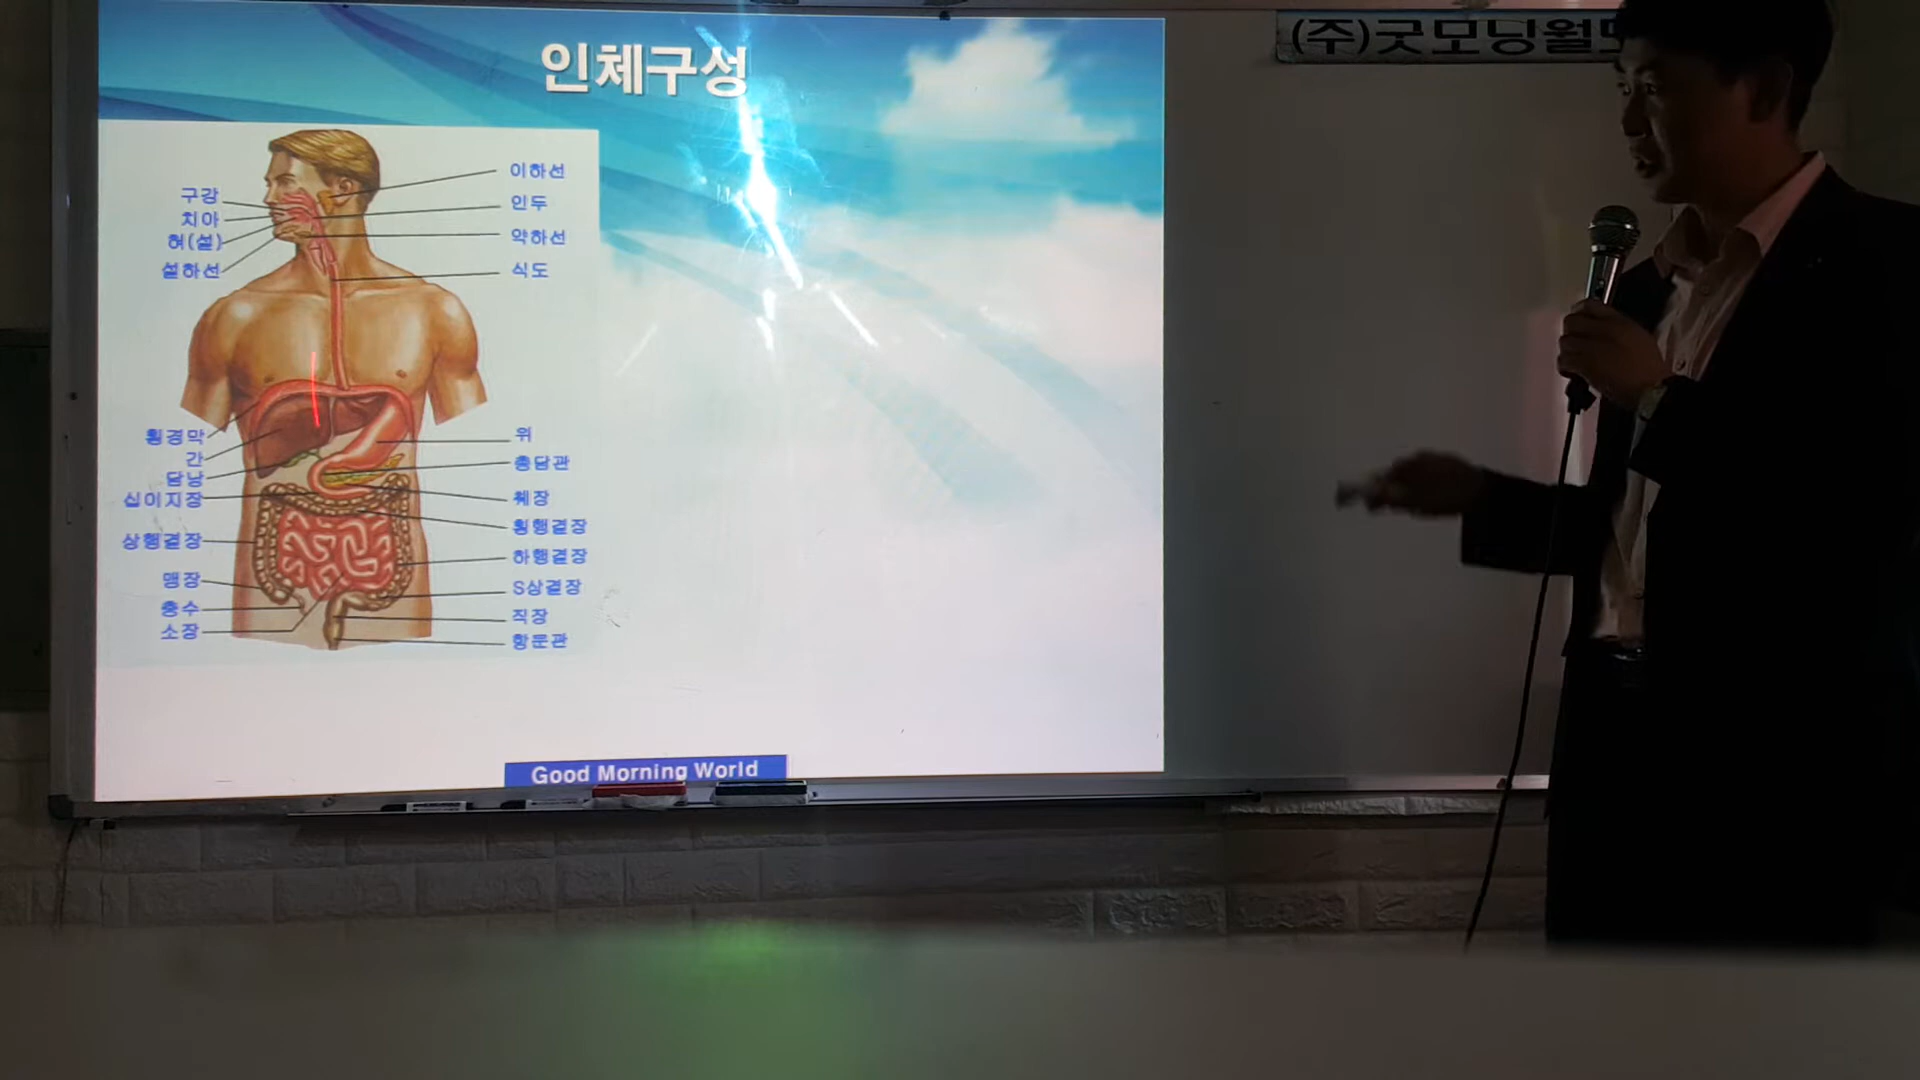 인체구성
(주)굿모닝월드
이하선
인두
악하선
식도
구강
치아
혀(설)
설하선
횡경막
간
담낭
십이지장
상행결장
맹장
충수
소장
위
총담관
췌장
횡행결장
하행결장
S상결장
직장
항문관
Good Morning World